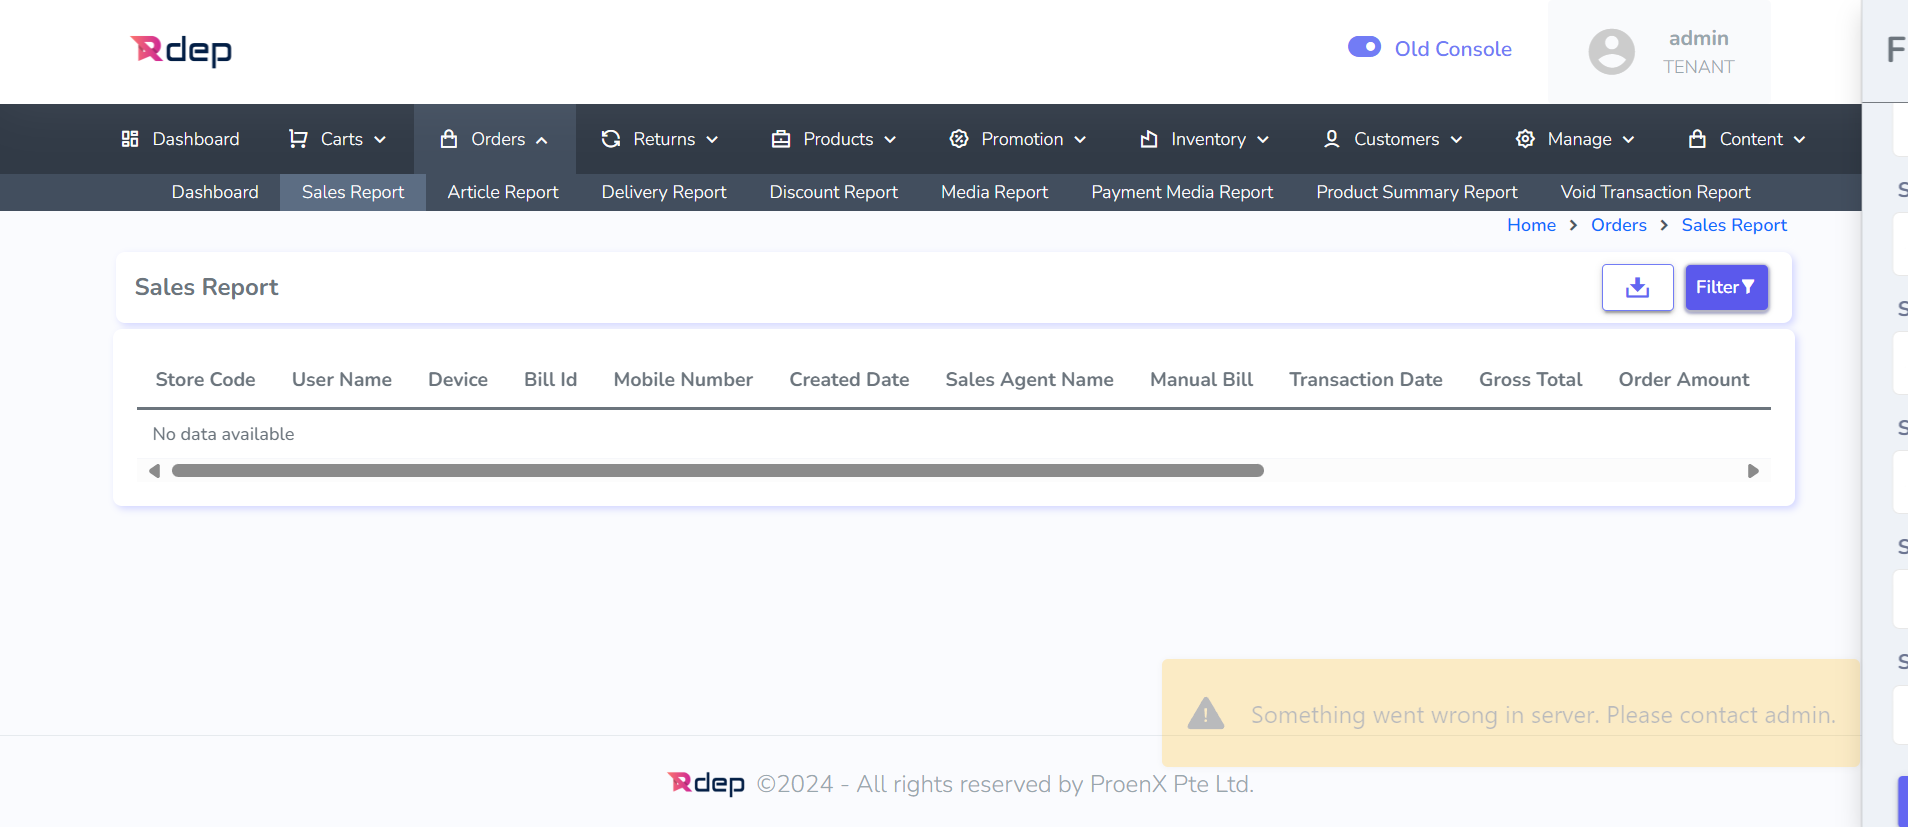 Rdep
Old Console
admin
TENANT
F
Dashboard Carts Orders Returns Products Promotion Inventory Customers Manage Content
Dashboard Sales Report Article Report Delivery Report Discount Report Media Report Payment Media Report Product Summary Report Void Transaction Report
Home > Orders > Sales Report
Sales Report
Filter
Store Code User Name Device Bill Id Mobile Number Created Date Sales Agent Name Manual Bill Transaction Date Gross Total Order Amount
No data available
S
S
S
S
S
Something went wrong in server. Please contact admin.
Rdep ©2024 - All rights reserved by ProenX Pte Ltd.